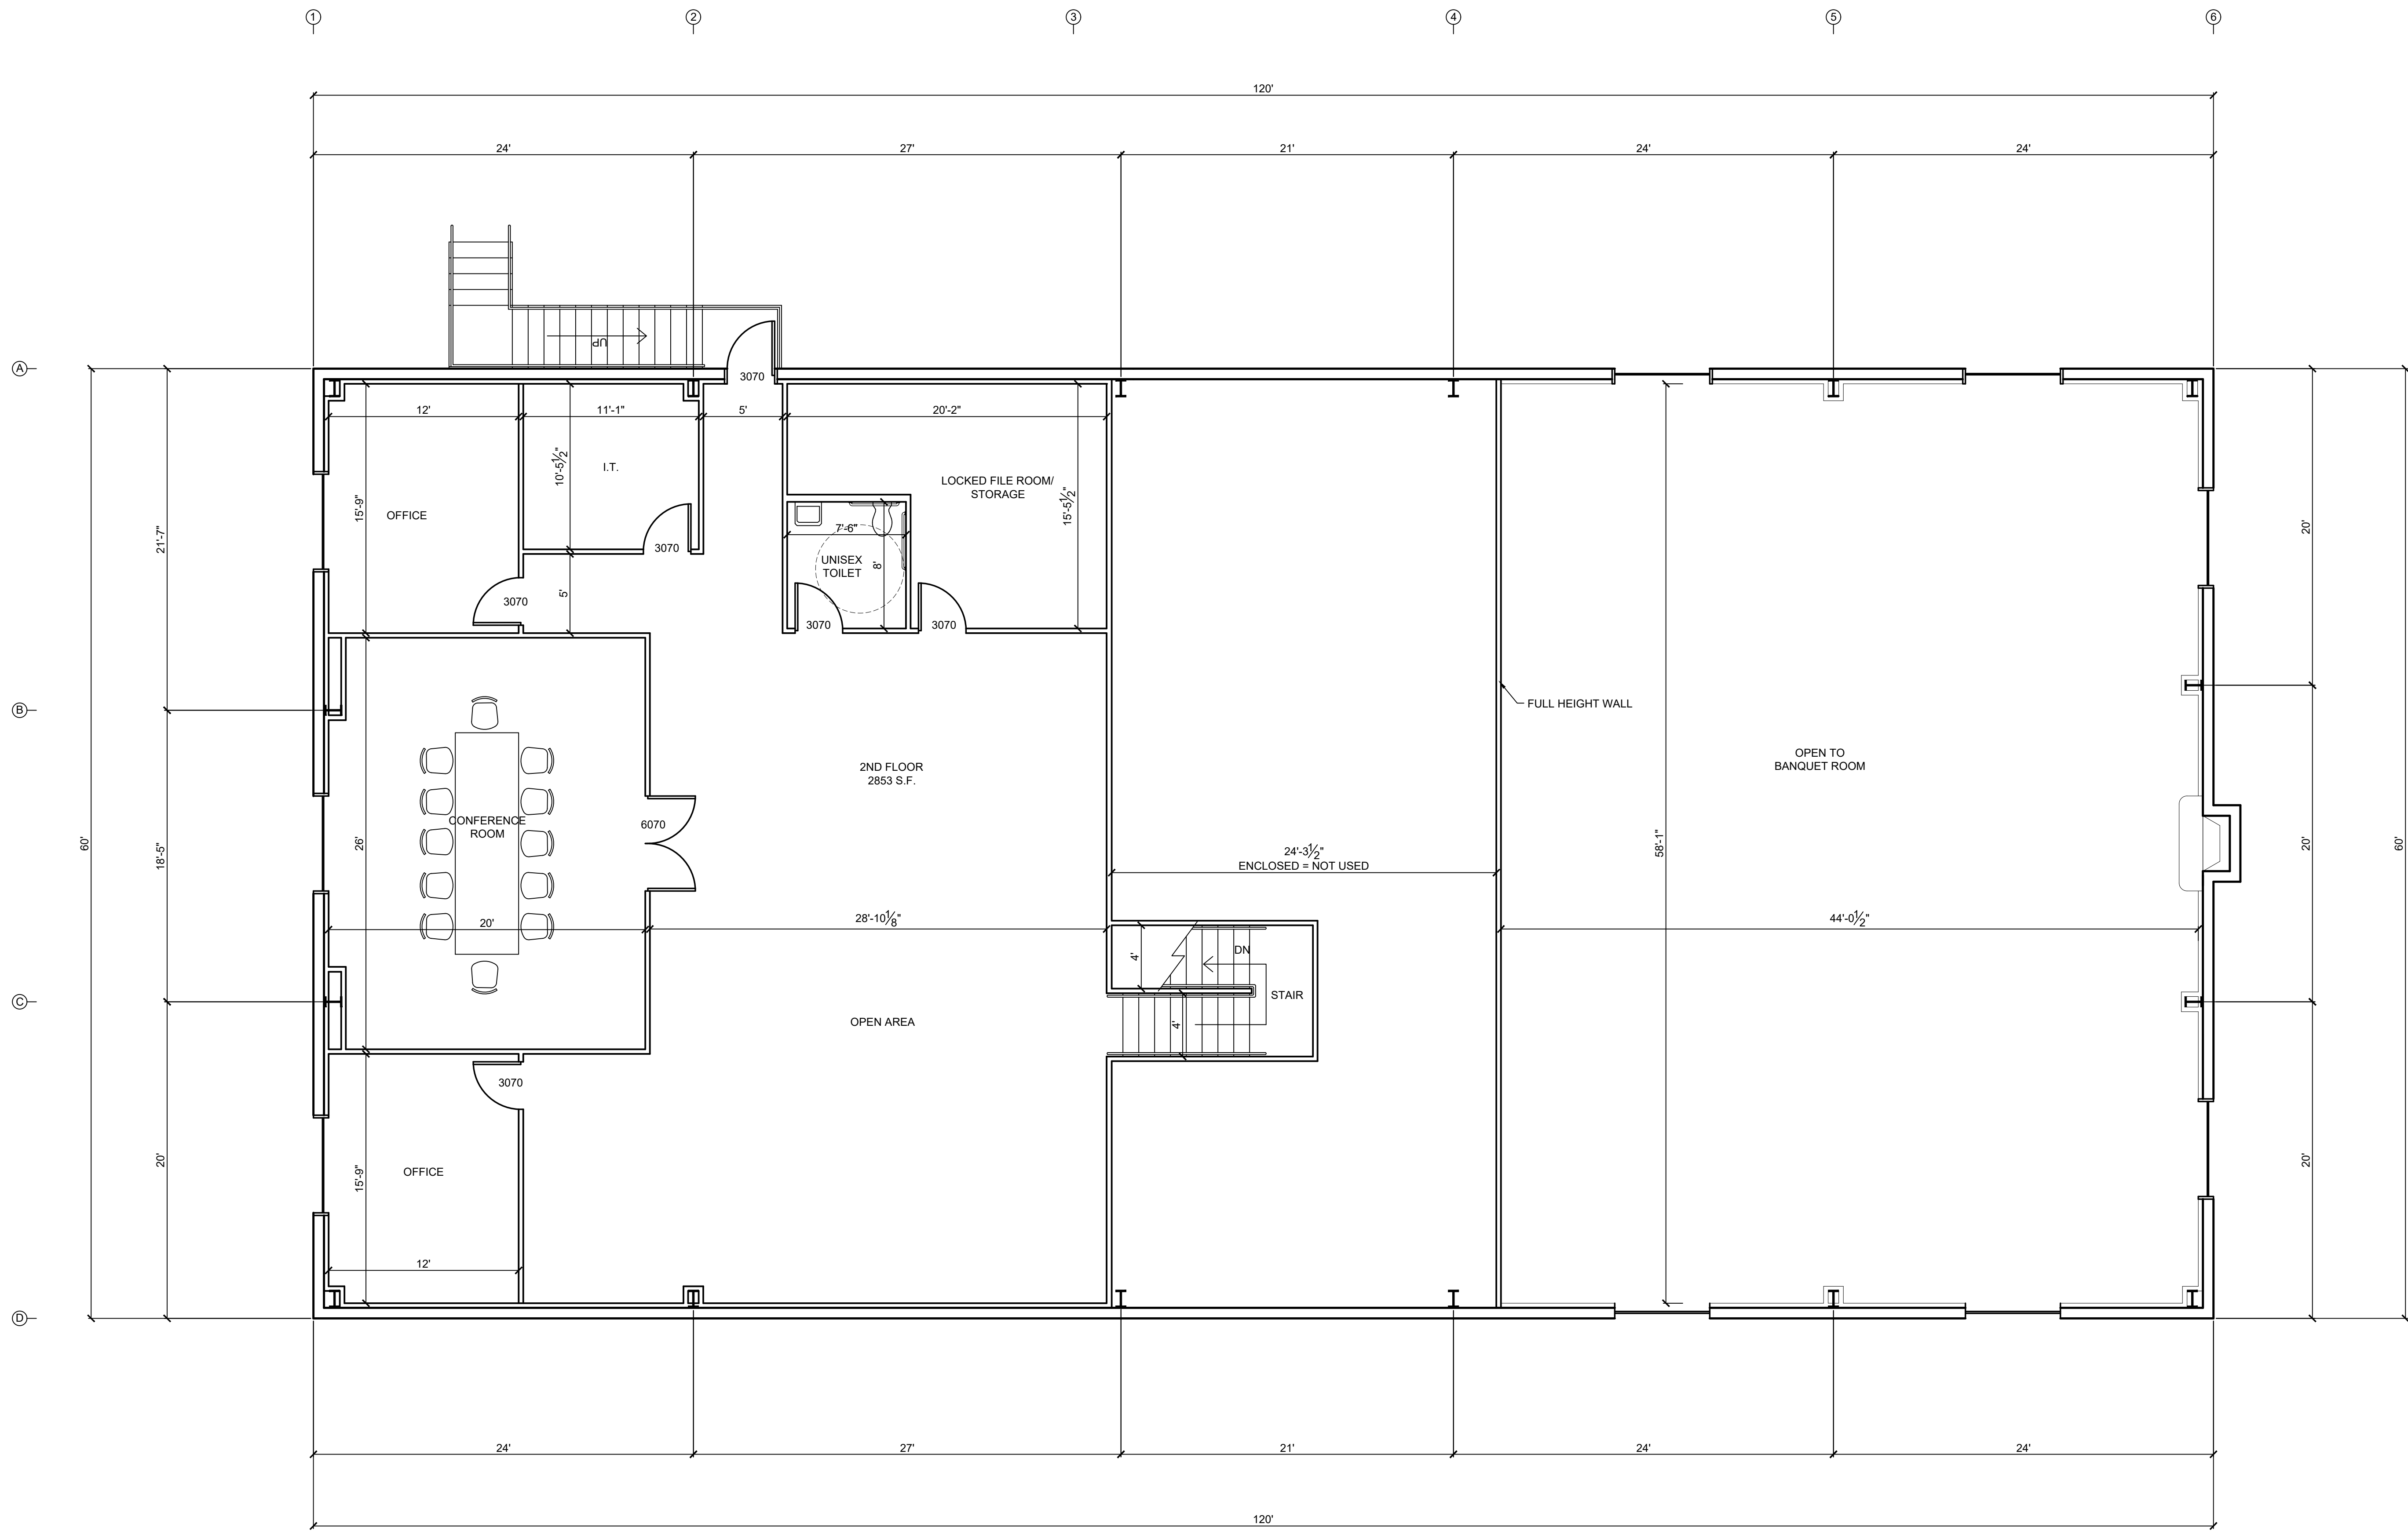 1
2
3
4
5
6
120'
24'
27'
21'
24'
24'
UP
A
3070
12'
11'-1"
5'
20'-2"
10'-5½"
I.T.
LOCKED FILE ROOM/
STORAGE
15'-9"
OFFICE
15'-5½"
21'-7"
20'
7'-6"
3070
UNISEX
TOILET
8'
5'
3070
3070
3070
B
FULL HEIGHT WALL
OPEN TO
BANQUET ROOM
2ND FLOOR
2853 S.F.
CONFERENCE
ROOM
6070
60'
18'-5"
26'
24'-3½"
ENCLOSED = NOT USED
58'-1"
20'
60'
20'
28'-10⅛"
44'-0½"
4'
DN
STAIR
C
OPEN AREA
4'
3070
20'
15'-9"
OFFICE
20'
12'
D
24'
27'
21'
24'
24'
120'